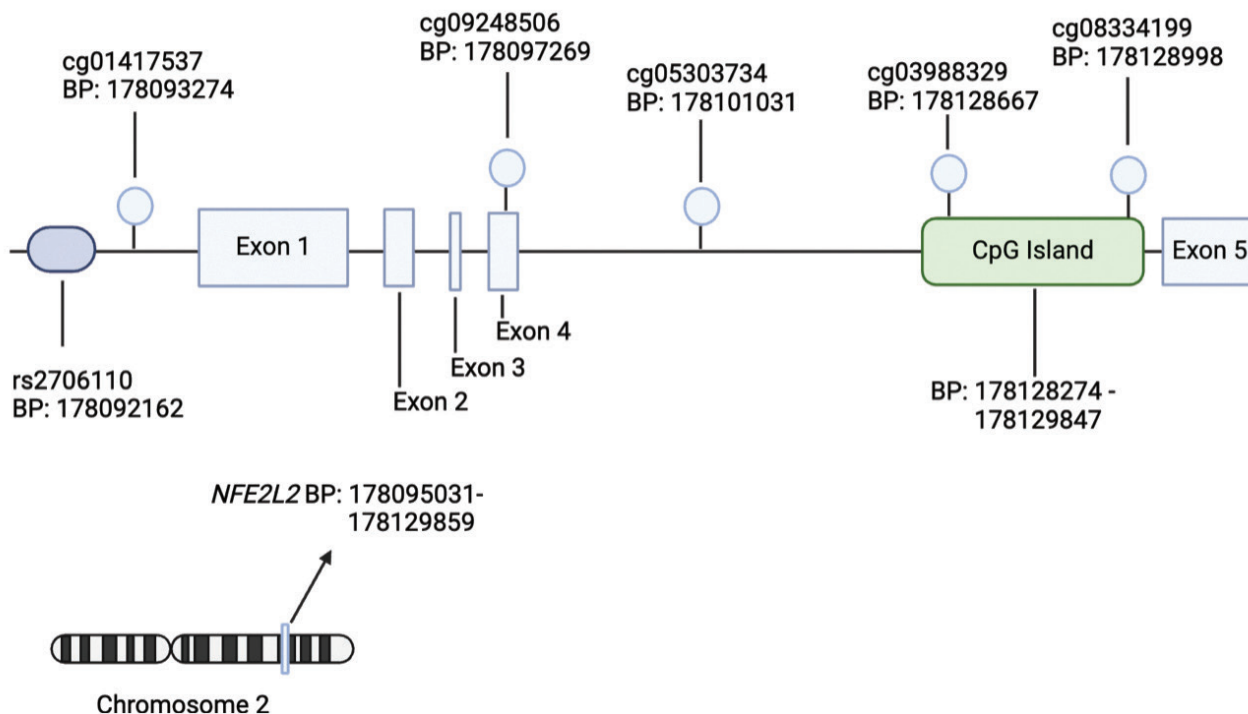 cg01417537
BP: 178093274
cg09248506
BP: 178097269
cg05303734
BP: 178101031
cg03988329
BP: 178128667
cg08334199
BP: 178128998
Exon 1
CpG Island
Exon 5
Exon 4
Exon 3
Exon 2
rs2706110
BP: 178092162
BP: 178128274 -
178129847
NFE2L2 BP: 178095031-
178129859
Chromosome 2